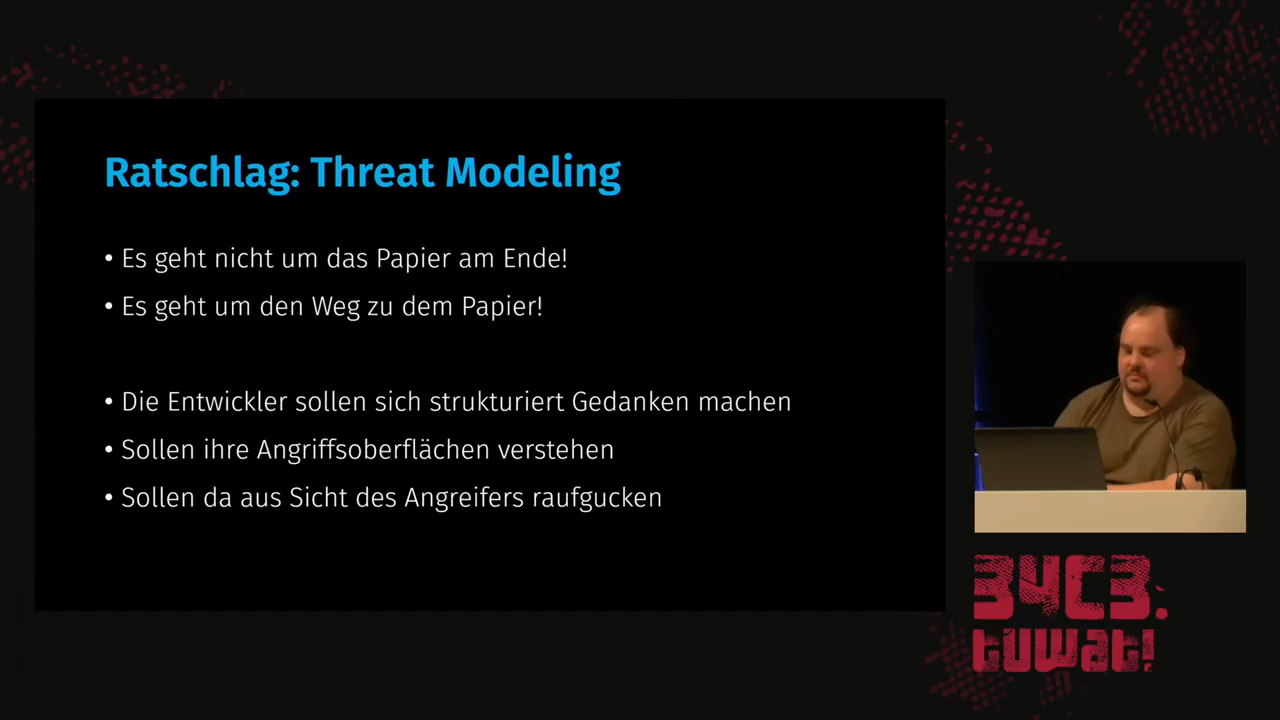 Ratschlag: Threat Modeling
• Es geht nicht um das Papier am Ende!
• Es geht um den Weg zu dem Papier!
• Die Entwickler sollen sich strukturiert Gedanken machen
• Sollen ihre Angriffsoberflächen verstehen
• Sollen da aus Sicht des Angreifers raufgucken
34C3.
tuwat!